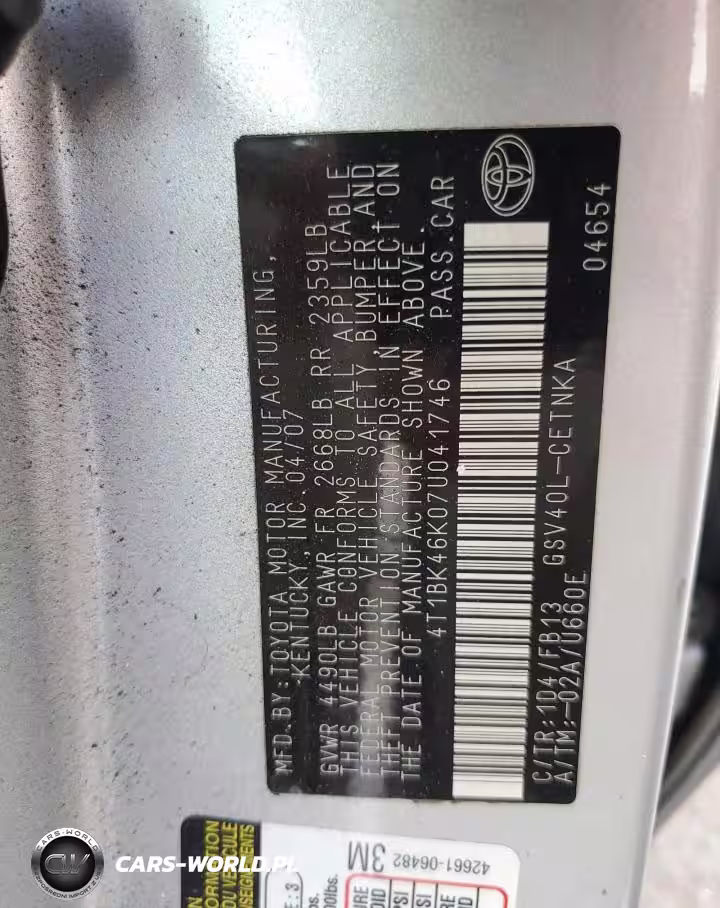 MFD. BY: TOYOTA MOTOR MANUFACTURING,
KENTUCKY, INC. 04/07
GVWR 4490LB GAWR FR 2668LB RR 2359LB
THIS VEHICLE CONFORMS TO ALL APPLICABLE
FEDERAL MOTOR VEHICLE SAFETY, BUMPER, AND
THEFT PREVENTION STANDARDS IN EFFECT ON
THE DATE OF MANUFACTURE SHOWN ABOVE.
4T1BK46K07U041746 PASS.CAR
C/TR: 1D4/FB13 GSV40L-CETNKA
A/TM: -02A/U660E 04654
42661-06482
3M
CARS-WORLD
CARS-WORLD.PL